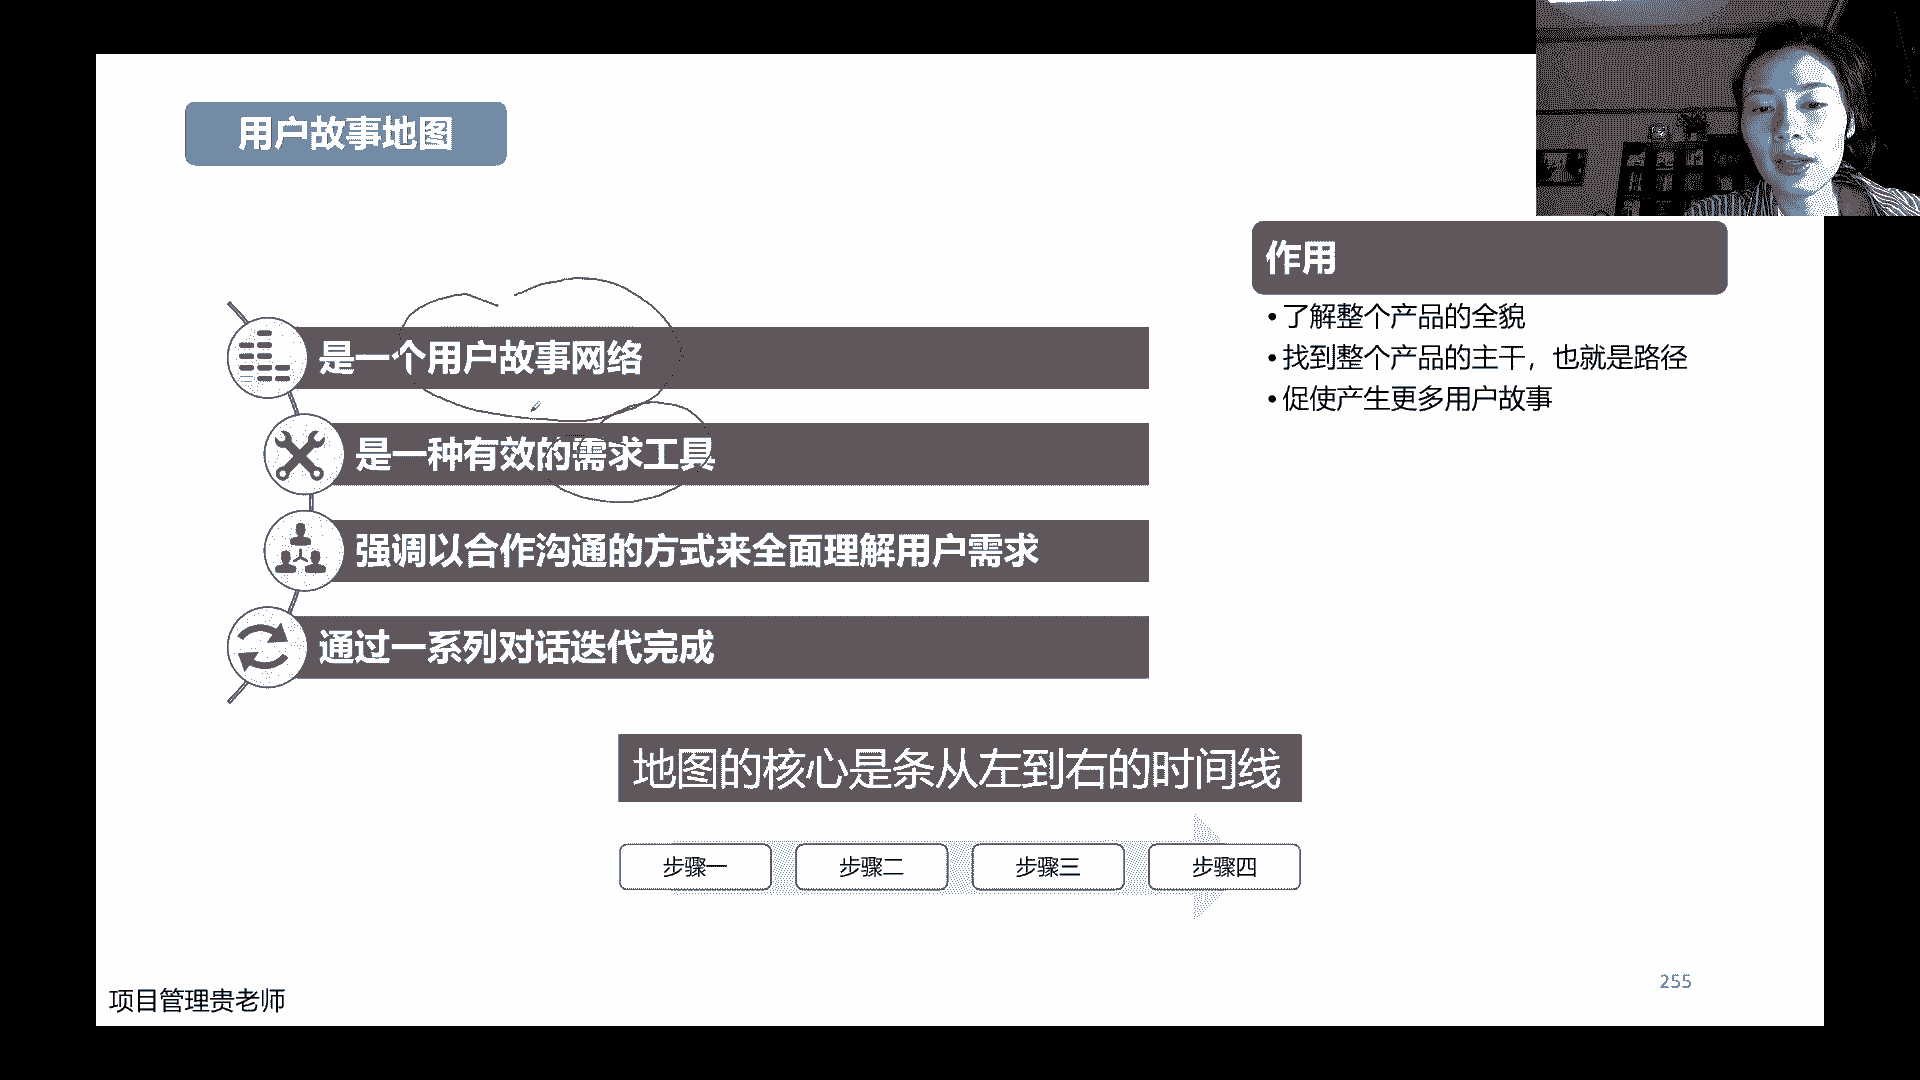 用户故事地图
是一个用户故事网络
是一种有效的需求工具
强调以合作沟通的方式来全面理解用户需求
通过一系列对话迭代完成
作用
•了解整个产品的全貌
•找到整个产品的主干，也就是路径
•促使产生更多用户故事
地图的核心是条从左到右的时间线
步骤一
步骤二
步骤三
步骤四
255
项目管理贵老师